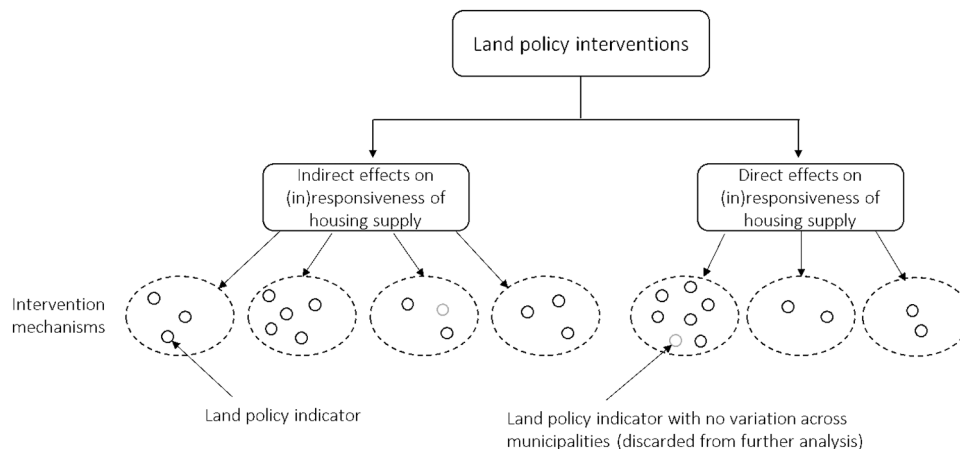 Land policy interventions
Indirect effects on
(in)responsiveness of
housing supply
Direct effects on
(in)responsiveness of
housing supply
Intervention
mechanisms
Land policy indicator
Land policy indicator with no variation across
municipalities (discarded from further analysis)